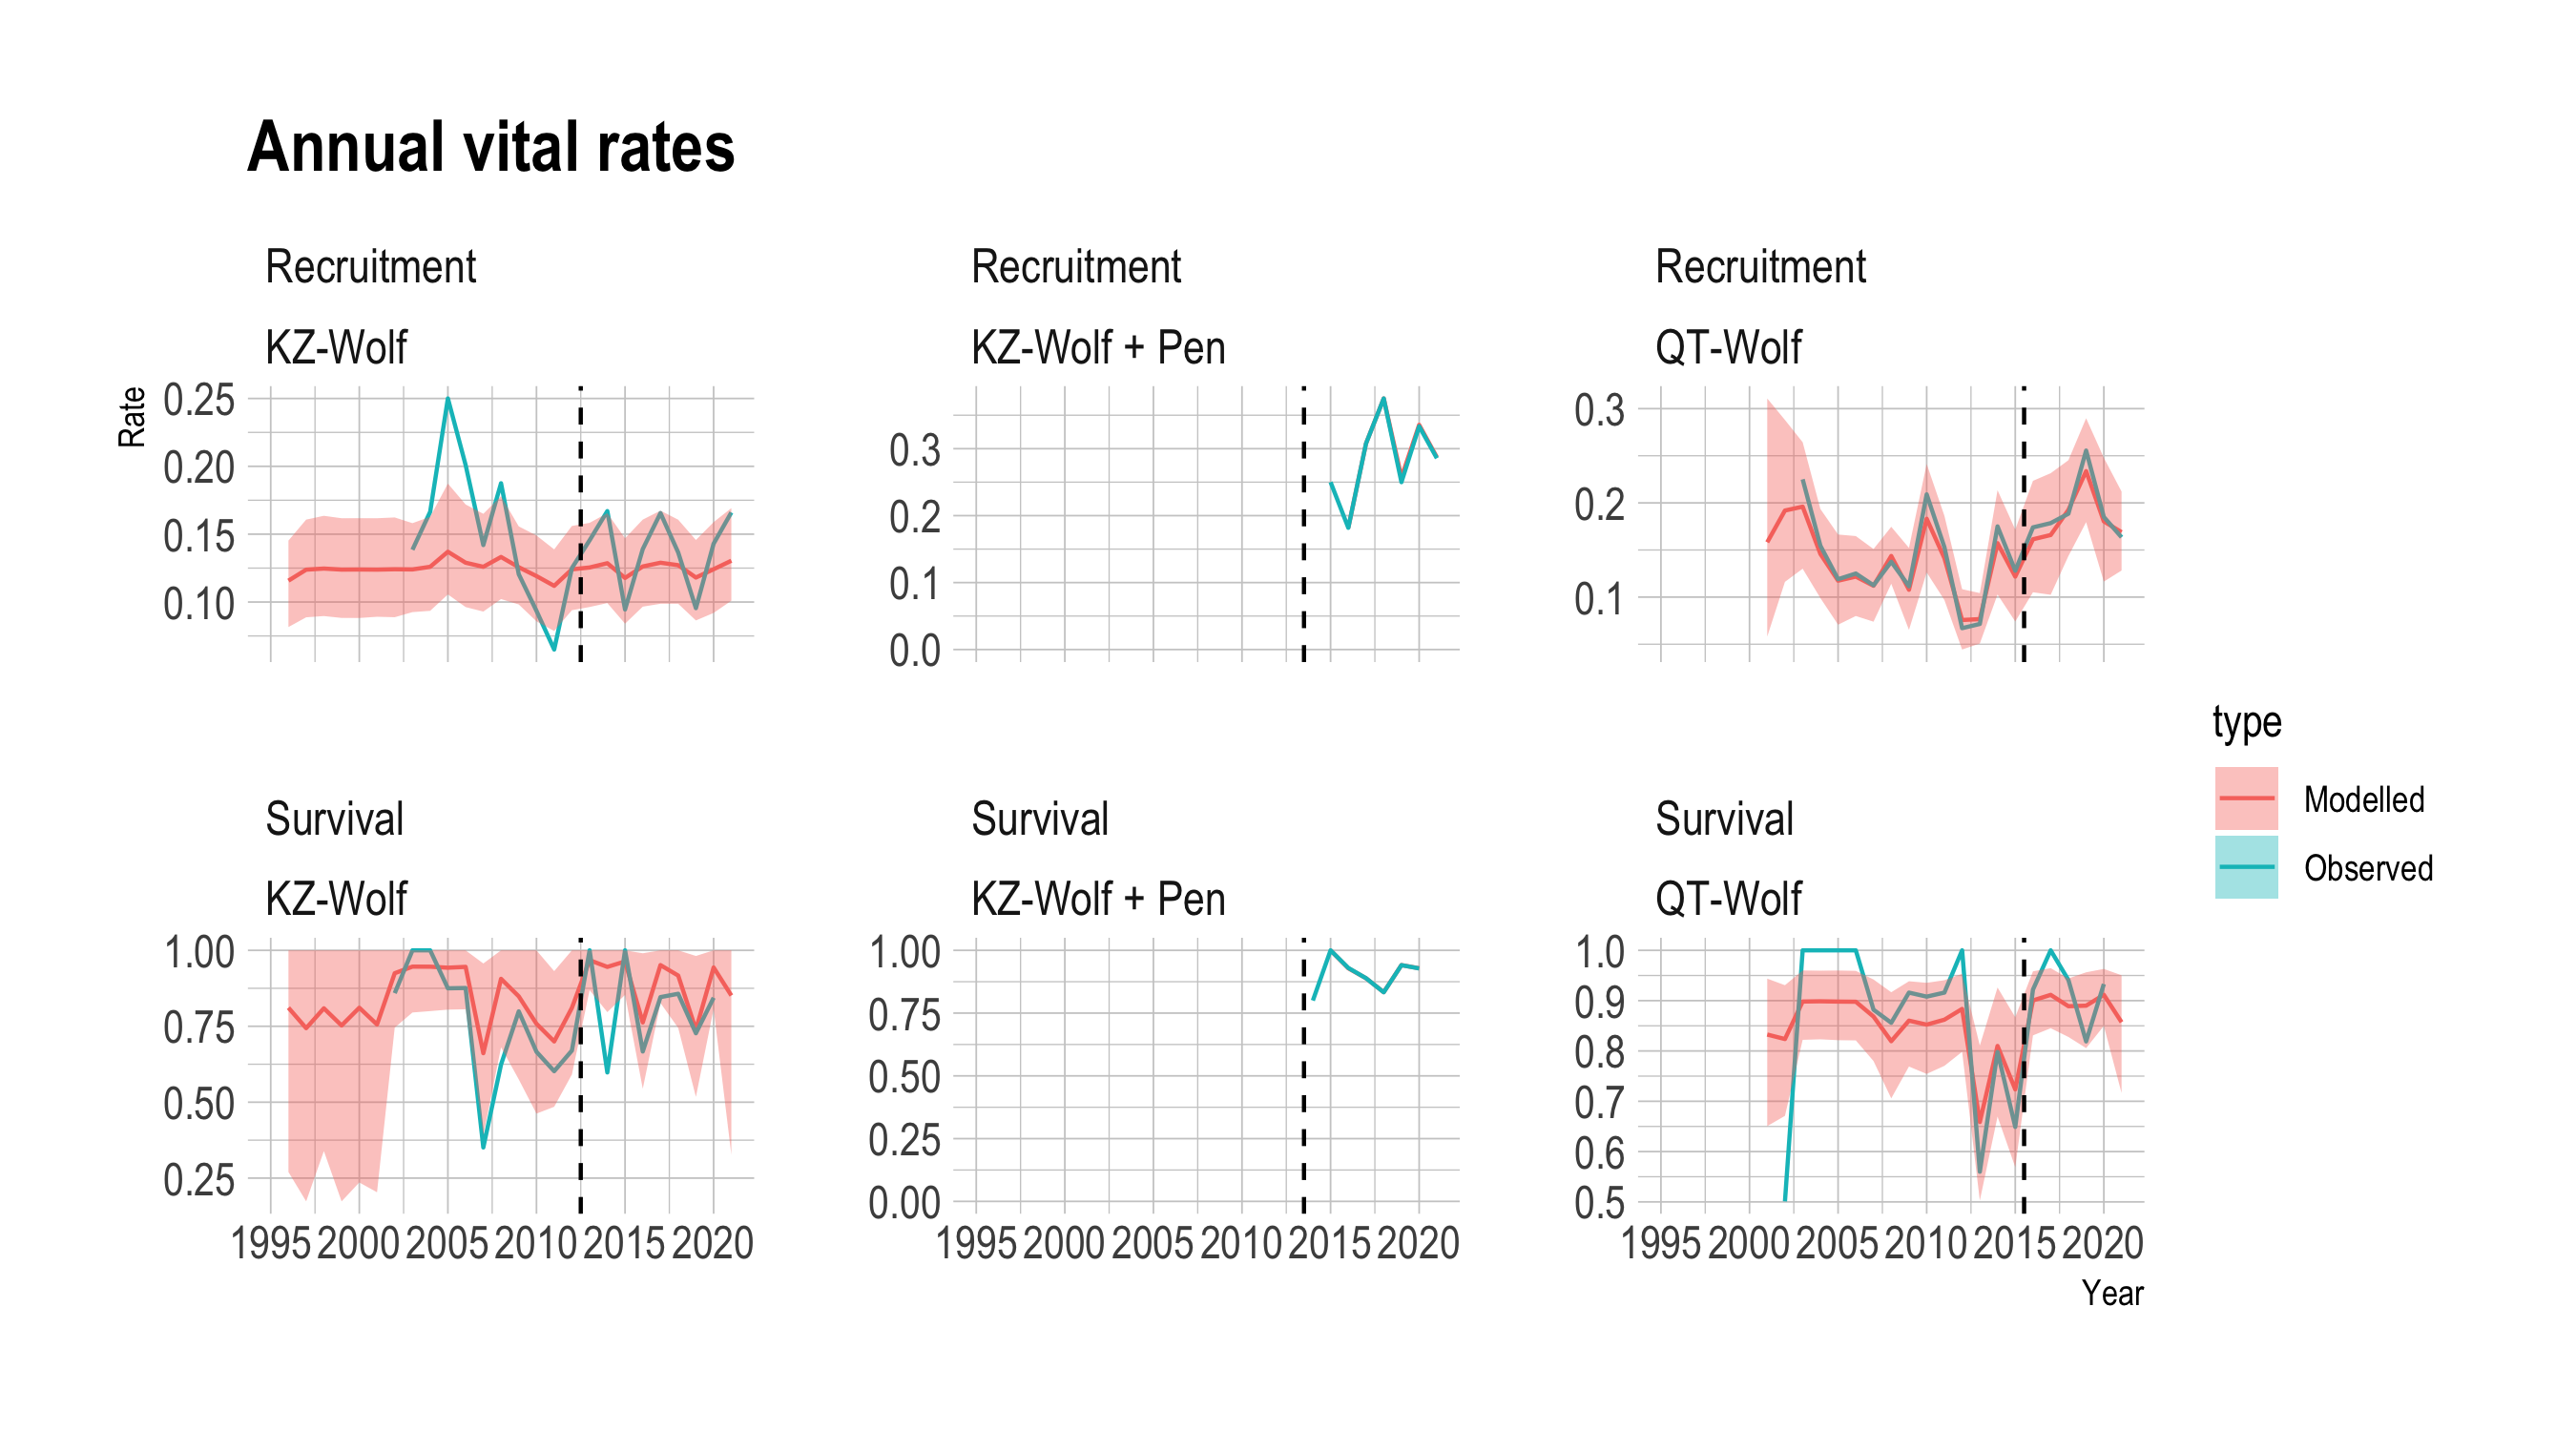 Annual vital rates
Recruitment
KZ-Wolf
Rate
0.25
0.20
0.15
0.10
Recruitment
KZ-Wolf + Pen
0.3
0.2
0.1
0.0
Recruitment
QT-Wolf
0.3
0.2
0.1
Survival
KZ-Wolf
1.00
0.75
0.50
0.25
1995 2000 2005 2010 2015 2020
Survival
KZ-Wolf + Pen
1.00
0.75
0.50
0.25
0.00
1995 2000 2005 2010 2015 2020
Survival
QT-Wolf
1.0
0.9
0.8
0.7
0.6
0.5
1995 2000 2005 2010 2015 2020
Year
type
Modelled
Observed